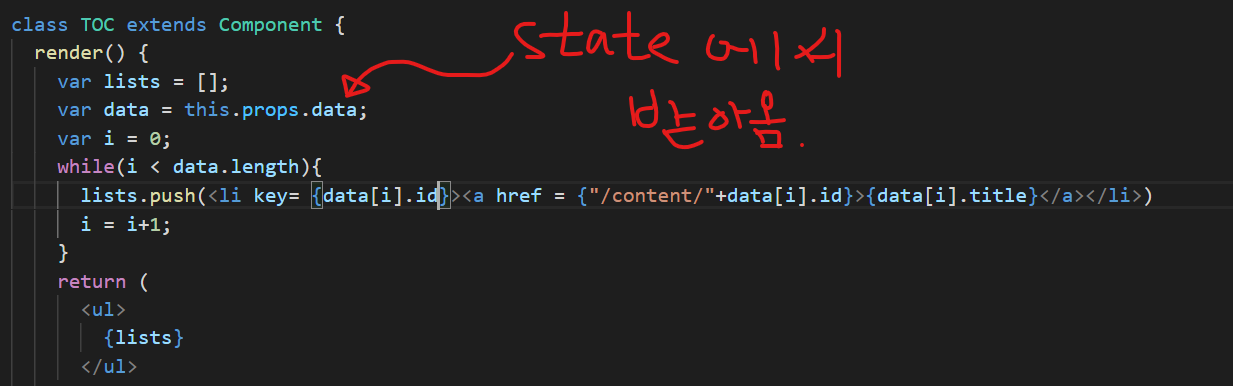 class TOC extends Component {
render() {
var lists = [];
var data = this.props.data;
var i = 0;
while(i < data.length){
lists.push(<li key= {data[i].id}><a href = {"/content/"+data[i].id}>{data[i].title}</a></li>)
i = i+1;
}
return (
<ul>
{lists}
</ul>
state 에서
받아옴.